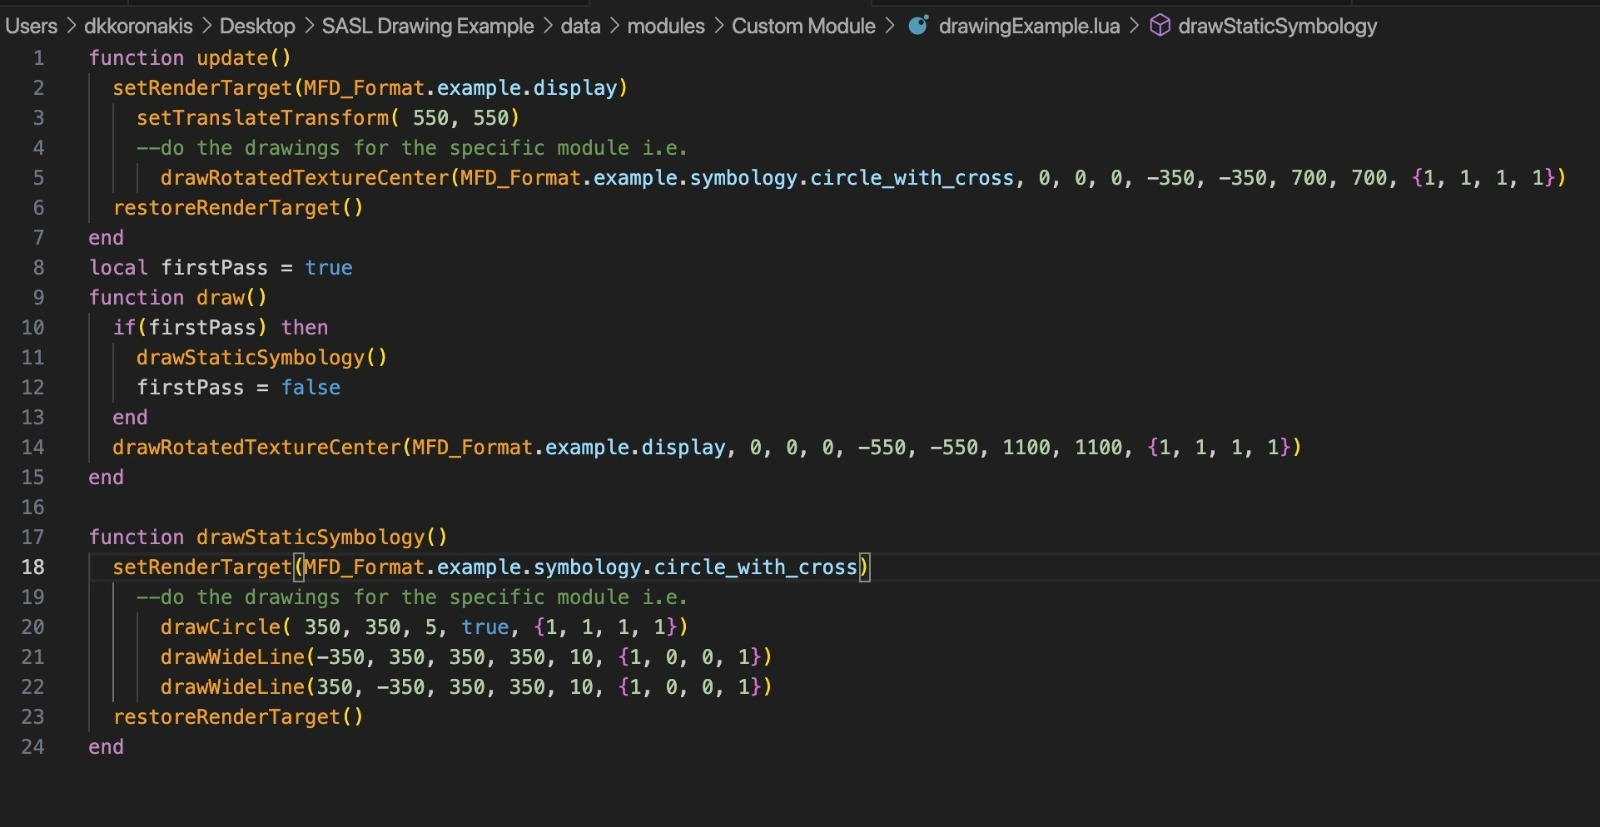 Users > dkkoronakis > Desktop > SASL Drawing Example > data > modules > Custom Module > drawingExample.lua > drawStaticSymbology
1 function update()
2   setRenderTarget(MFD_Format.example.display)
3     setTranslateTransform( 550, 550)
4     --do the drawings for the specific module i.e.
5       drawRotatedTextureCenter(MFD_Format.example.symbology.circle_with_cross, 0, 0, 0, -350, -350, 700, 700, {1, 1, 1, 1})
6   restoreRenderTarget()
7 end
8 local firstPass = true
9 function draw()
10   if(firstPass) then
11     drawStaticSymbology()
12     firstPass = false
13   end
14   drawRotatedTextureCenter(MFD_Format.example.display, 0, 0, 0, -550, -550, 1100, 1100, {1, 1, 1, 1})
15 end
16
17 function drawStaticSymbology()
18   setRenderTarget(MFD_Format.example.symbology.circle_with_cross)
19     --do the drawings for the specific module i.e.
20       drawCircle( 350, 350, 5, true, {1, 1, 1, 1})
21       drawWideLine(-350, 350, 350, 350, 10, {1, 0, 0, 1})
22       drawWideLine(350, -350, 350, 350, 10, {1, 0, 0, 1})
23   restoreRenderTarget()
24 end